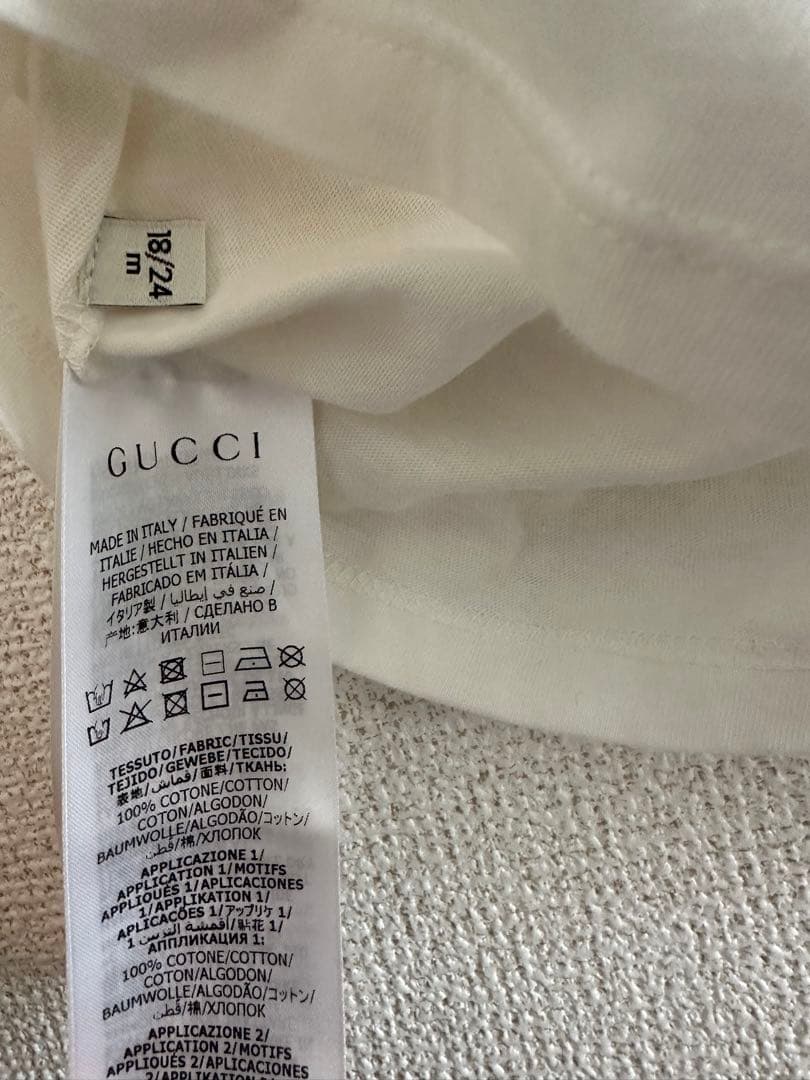 18/24
m
GUCCI
MADE IN ITALY / FABRIQUÉ EN
ITALIE / HECHO EN ITALIA /
HERGESTELLT IN ITALIEN /
FABRICADO EM ITÁLIA /
イタリア製 / صنع في إيطاليا /
产地:意大利 / СДЕЛАНО В
ИТАЛИИ
TESSUTO/FABRIC/TISSU/
TEJIDO/GEWEBE/TECIDO/
表地/قماش/面料/ТКАНЬ:
100% COTONE/COTTON/
COTON/ALGODON/
BAUMWOLLE/ALGODÃO/コットン/
قطن/棉/ХЛОПОК
APPLICAZIONE 1/
APPLICATION 1/MOTIFS
APPLIQUÉS 1/APLICACIONES
1/APPLIKATION 1/
APLICAÇÕES 1/アップリケ 1/
1 أقمشة التزيين/贴花 1/
АППЛИКАЦИЯ 1:
100% COTONE/COTTON/
COTON/ALGODON/
BAUMWOLLE/ALGODÃO/コットン/
قطن/棉/ХЛОПОК
APPLICAZIONE 2/
APPLICATION 2/MOTIFS
APPLIQUÉS 2/APLICACIONES
2/APPLIKATION 2/